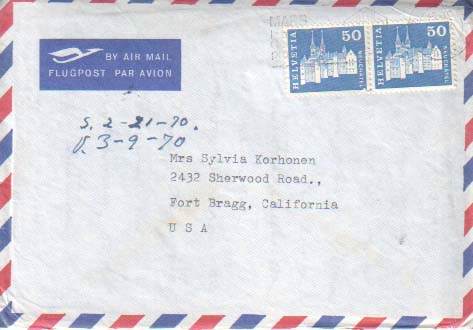 BY AIR MAIL
FLUGPOST PAR AVION
HELVETIA 50
HELVETIA 50
NEUCHATEL
S. 2-21-70.
V. 3-9-70
Mrs Sylvia Korhonen
2432 Sherwood Road.,
Fort Bragg, California
U S A